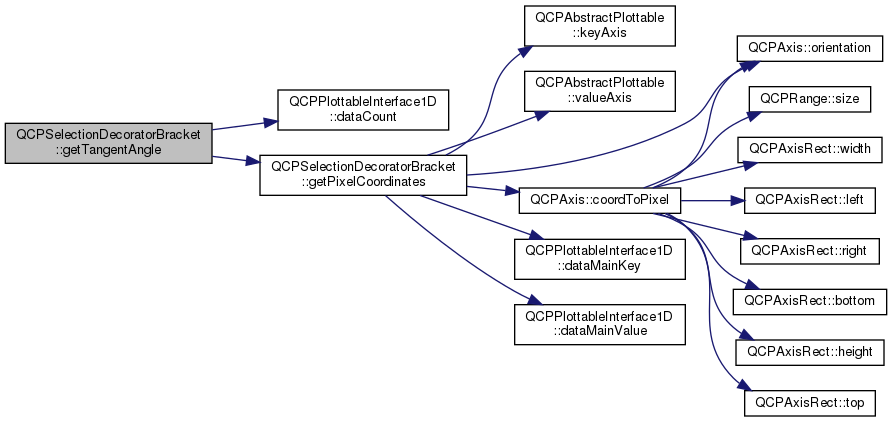 QCPSelectionDecoratorBracket
::getTangentAngle
QCPPlottableInterface1D
::dataCount
QCPSelectionDecoratorBracket
::getPixelCoordinates
QCPAbstractPlottable
::keyAxis
QCPAbstractPlottable
::valueAxis
QCPAxis::coordToPixel
QCPPlottableInterface1D
::dataMainKey
QCPPlottableInterface1D
::dataMainValue
QCPAxis::orientation
QCPRange::size
QCPAxisRect::width
QCPAxisRect::left
QCPAxisRect::right
QCPAxisRect::bottom
QCPAxisRect::height
QCPAxisRect::top